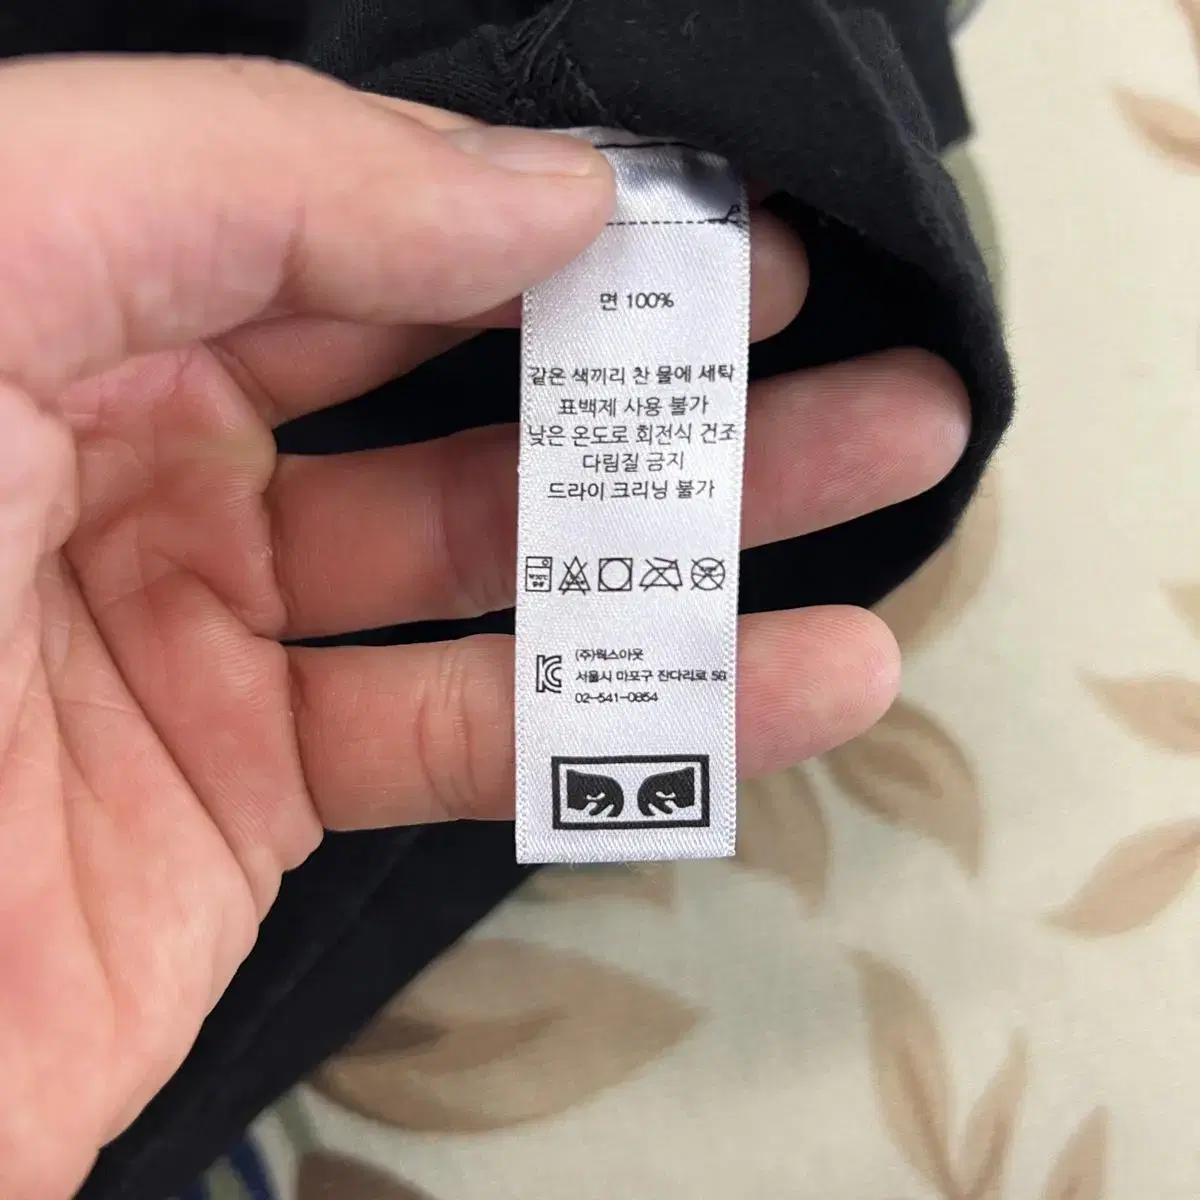 면 100%
같은 색끼리 찬 물에 세탁
표백제 사용 불가
낮은 온도로 회전식 건조
다림질 금지
드라이 크리닝 불가
(주)웍스아웃
서울시 마포구 잔다리로 56
02-541-0854